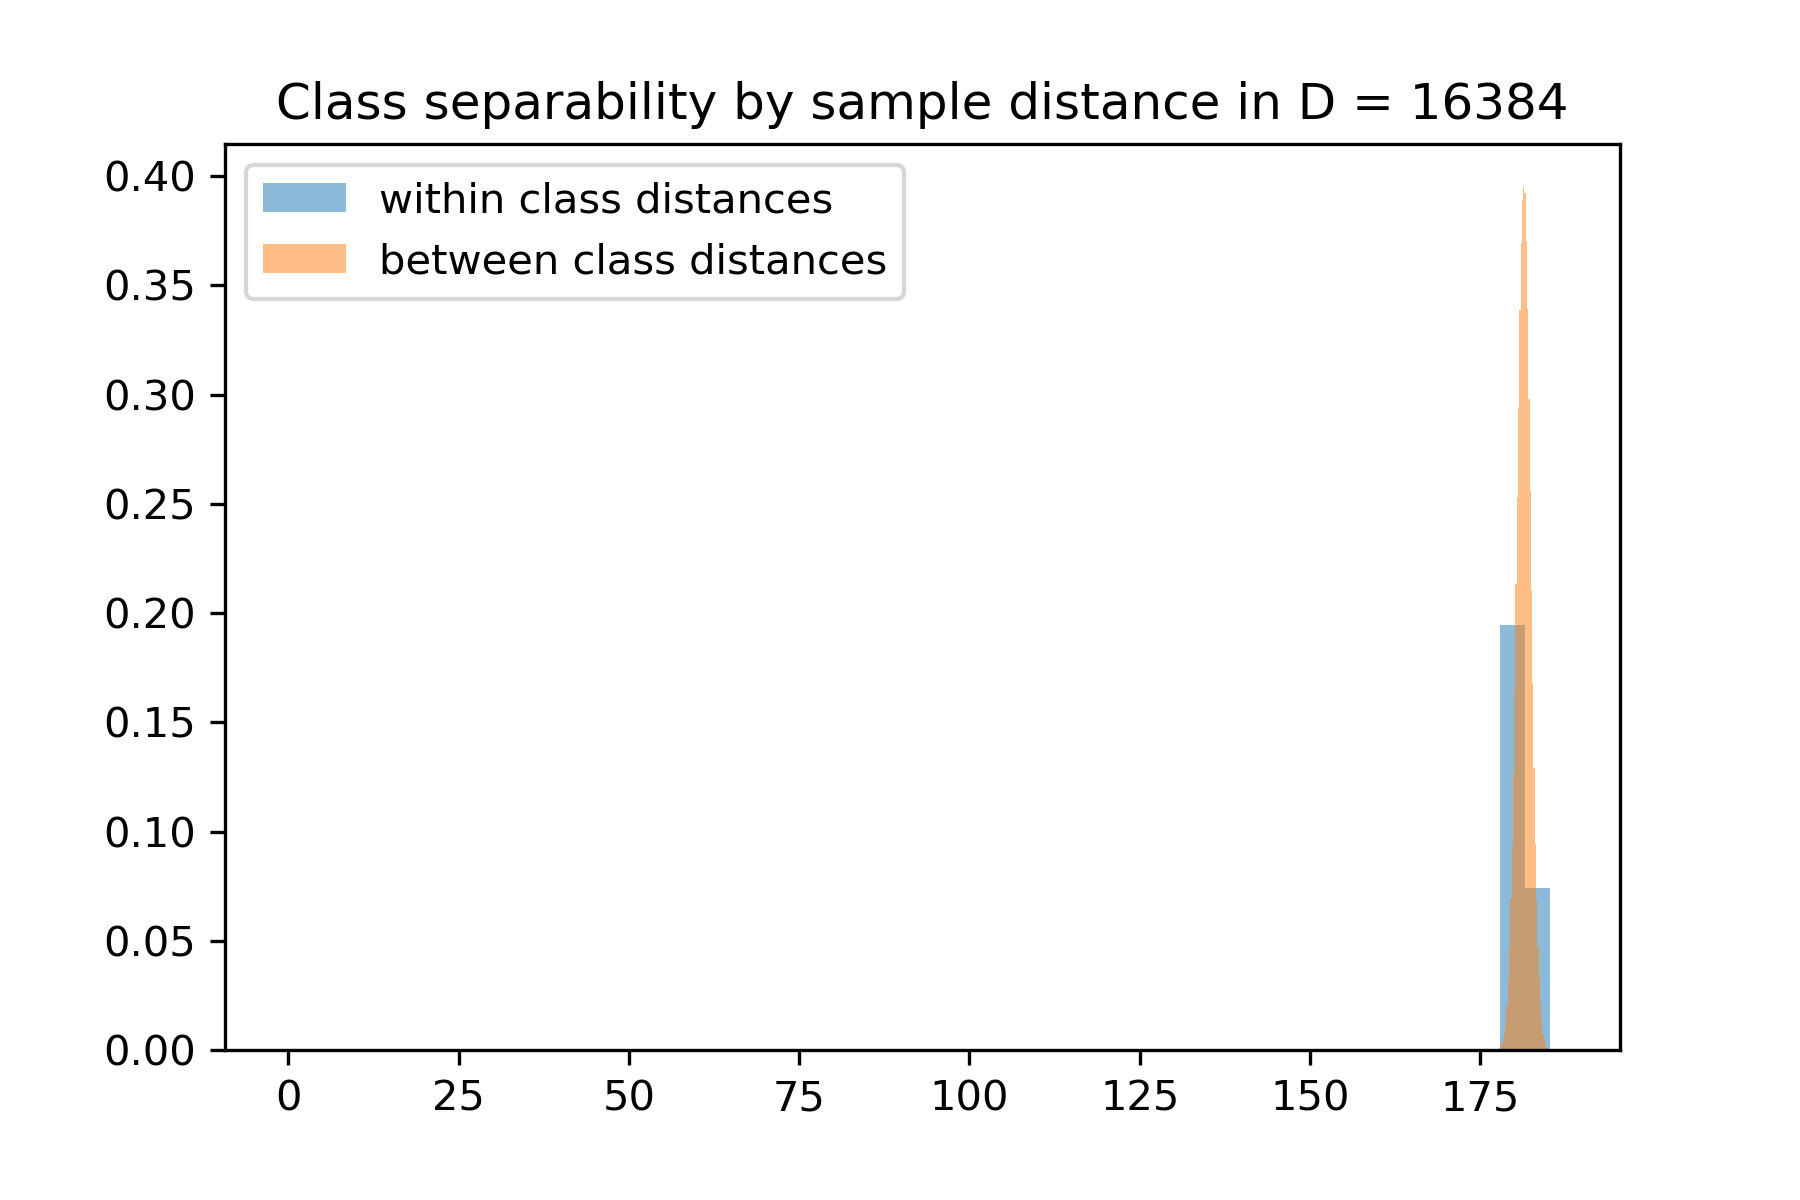 Class separability by sample distance in D = 16384
within class distances
between class distances
0.40
0.35
0.30
0.25
0.20
0.15
0.10
0.05
0.00
0 25 50 75 100 125 150 175